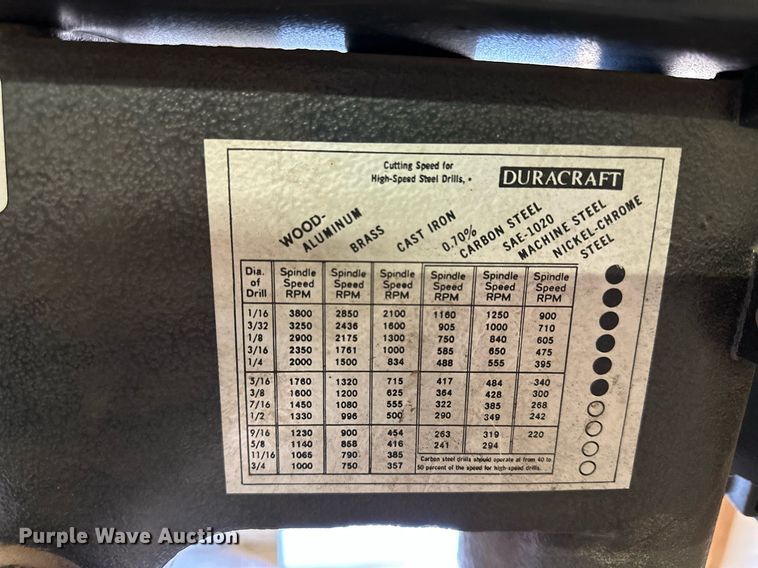 Cutting Speed for
High-Speed Steel Drills,
DURACRAFT
WOOD-
ALUMINUM
BRASS
CAST IRON
0.70%
CARBON STEEL
SAE-1020
MACHINE STEEL
NICKEL-CHROME
STEEL
Dia. of Drill Spindle Speed RPM Spindle Speed RPM Spindle Speed RPM Spindle Speed RPM Spindle Speed RPM Spindle Speed RPM
1/16 3800 2850 2100 1160 1250 900
3/32 3250 2436 1600 905 1000 710
1/8 2900 2175 1300 750 840 605
3/16 2350 1761 1000 585 650 475
1/4 2000 1500 834 488 555 395
5/16 1760 1320 715 417 484 340
3/8 1600 1200 625 364 428 300
7/16 1450 1080 555 322 385 268
1/2 1330 996 500 290 349 242
9/16 1230 900 454 263 319 220
5/8 1140 858 416 241 294
11/16 1065 790 385
3/4 1000 750 357
Carbon steel drills should operate at from 40 to
50 percent of the speed for high-speed drills.
Purple Wave Auction